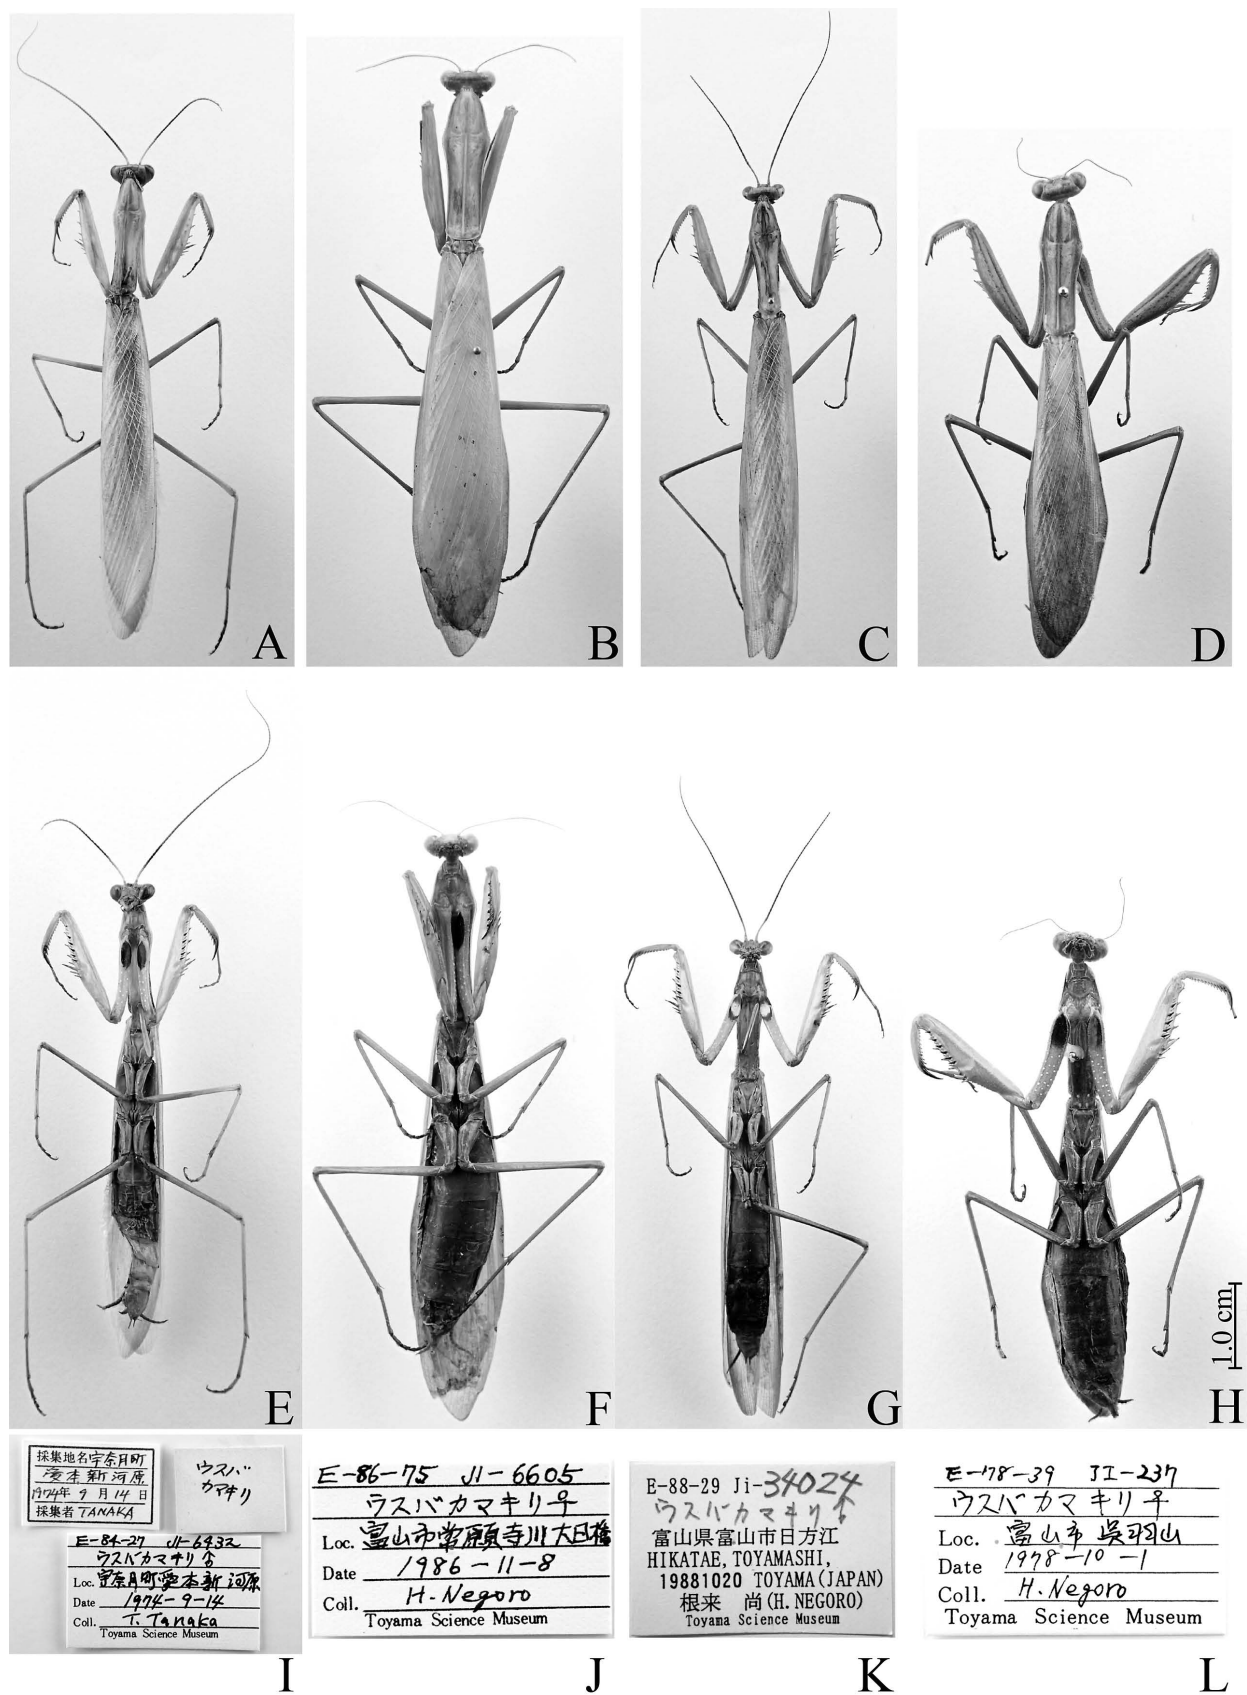 A
B
C
D
E
F
G
H
1.0 cm
採集地名宇奈月町
愛本新河原
1974年 9月 14日
採集者 TANAKA
ウスバ
カマキリ
E-84-27 JI-6432
ウスバカマキリ♂
Loc. 宇奈月町愛本新河原
Date 1974-9-14
Coll. T. Tanaka
Toyama Science Museum
I
E-86-75 JI-6605
ウスバカマキリ♀
Loc. 富山市常願寺川大日橋
Date 1986-11-8
Coll. H. Negoro
Toyama Science Museum
J
E-88-29 Ji-34024
ウスバカマキリ♂
富山県富山市日方江
HIKATAE, TOYAMASHI,
19881020 TOYAMA(JAPAN)
根来 尚(H. NEGORO)
Toyama Science Museum
K
E-78-39 JI-237
ウスバカマキリ♀
Loc. 富山市 呉羽山
Date 1978-10-1
Coll. H. Negoro
Toyama Science Museum
L